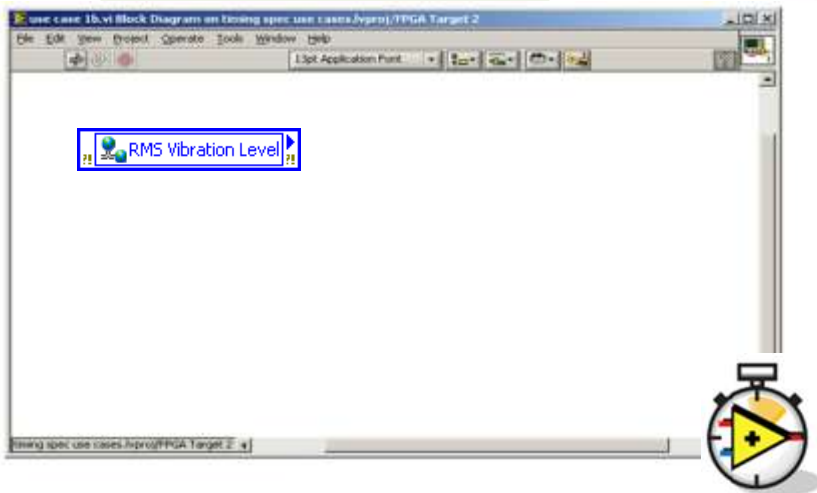 use case 1b.vi Block Diagram on timing spec use cases.lvproj/FPGA Target 2
File Edit View Project Operate Tools Window Help
13pt Application Font
?! RMS Vibration Level ?!
timing spec use cases.lvproj/FPGA Target 2